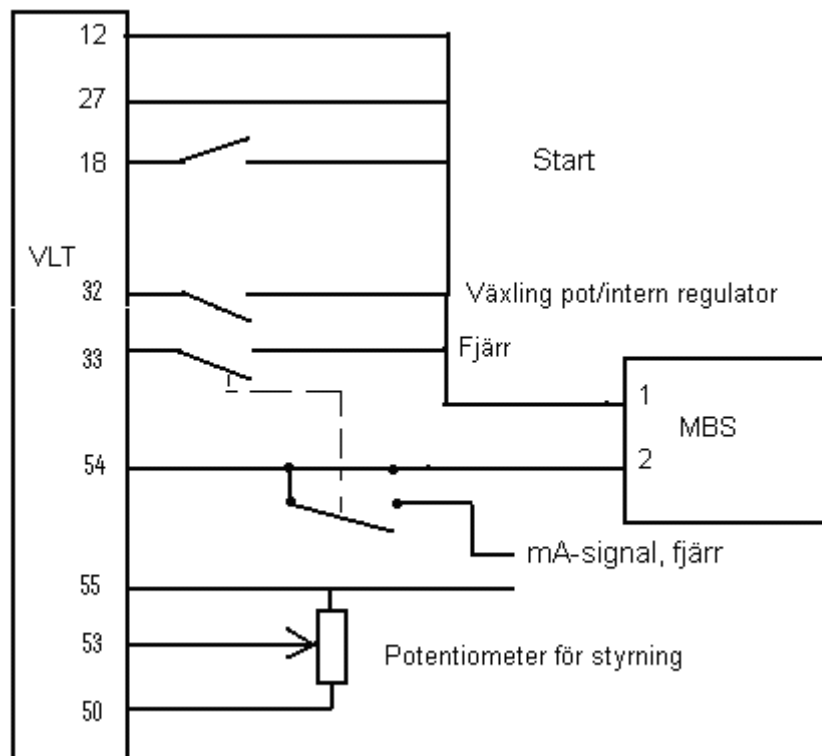 12
27
18
Start
VLT
32
Växling pot/intern regulator
33
Fjärr
1
MBS
54
2
mA-signal, fjärr
55
53
Potentiometer för styrning
50